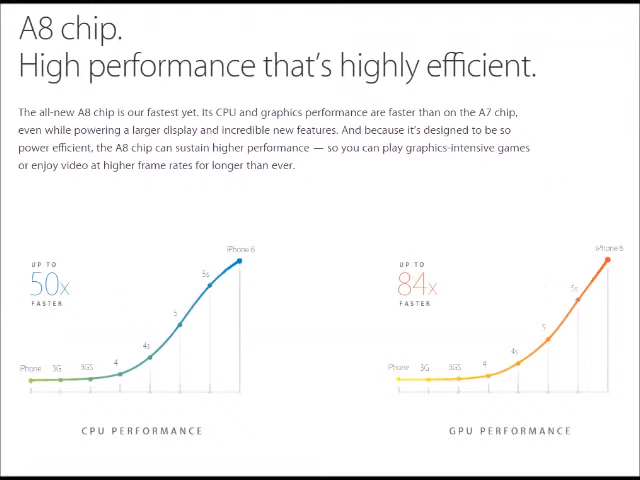 A8 chip.
High performance that's highly efficient.
The all-new A8 chip is our fastest yet. Its CPU and graphics performance are faster than on the A7 chip,
even while powering a larger display and incredible new features. And because it's designed to be so
power efficient, the A8 chip can sustain higher performance — so you can play graphics-intensive games
or enjoy video at higher frame rates for longer than ever.
UP TO
50x
FASTER
iPhone 6
5s
5
4s
4
3GS
3G
iPhone
CPU PERFORMANCE
UP TO
84x
FASTER
iPhone 6
5s
5
4s
4
3GS
3G
iPhone
GPU PERFORMANCE